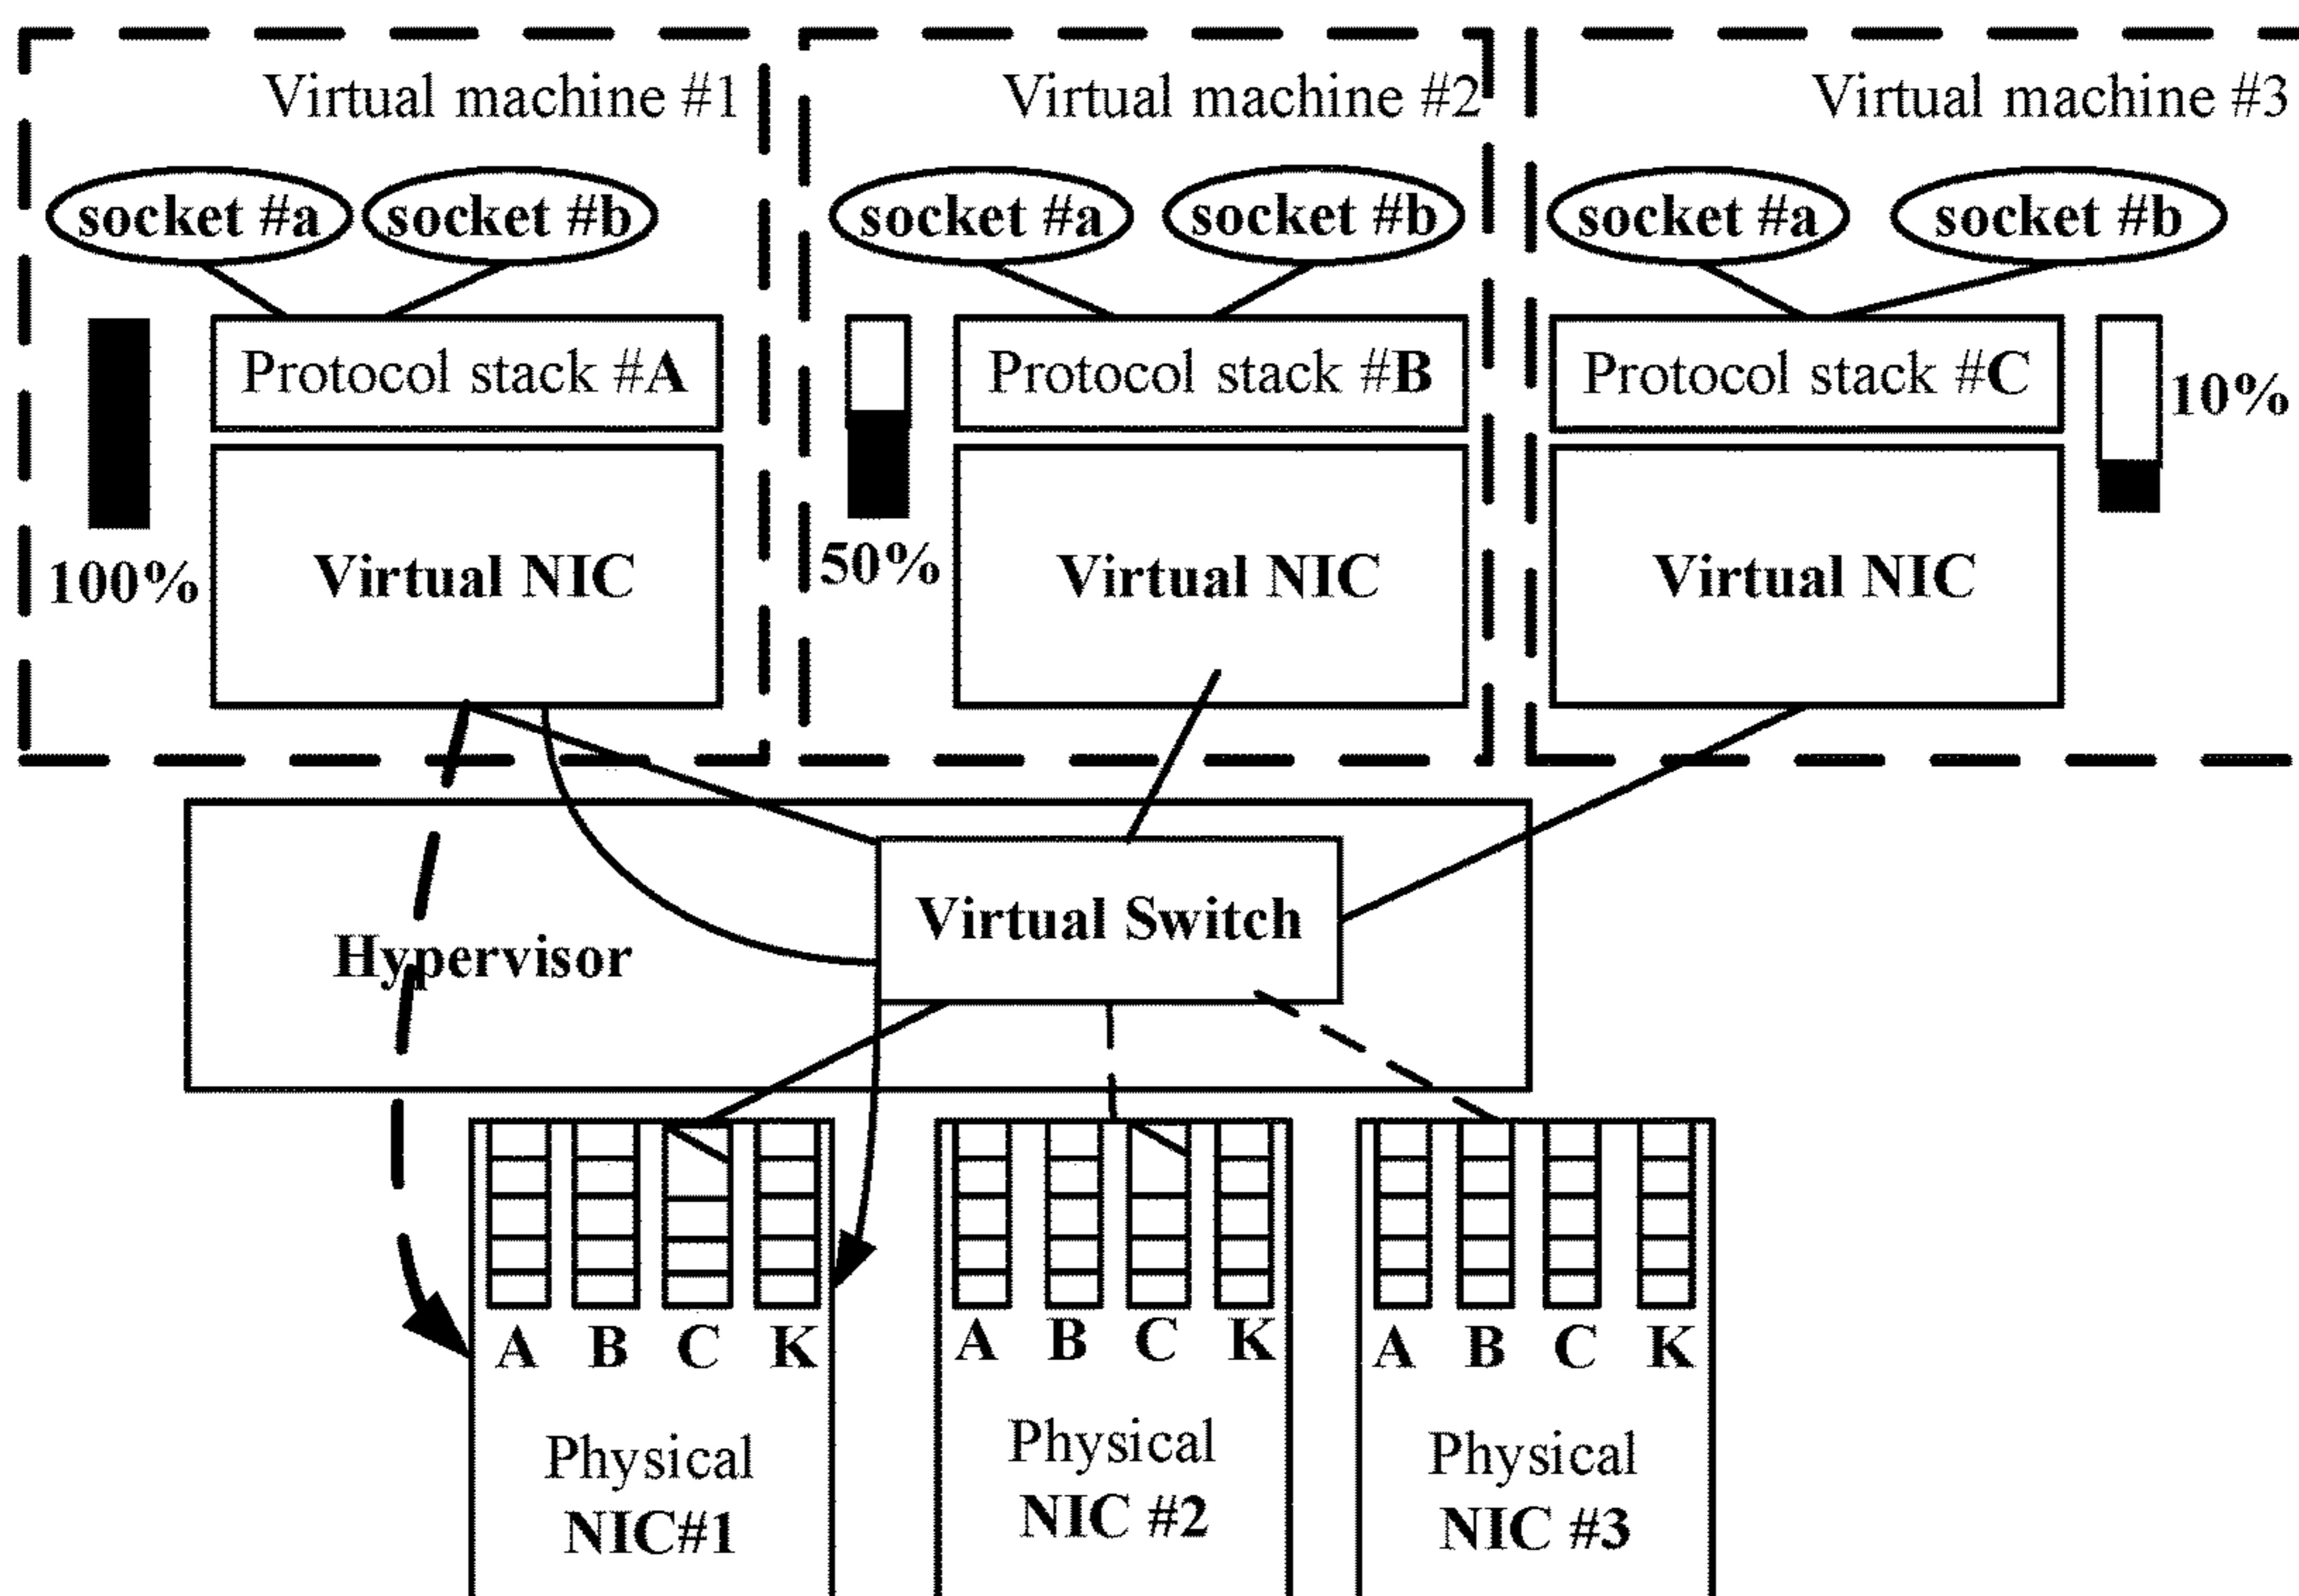 Virtual machine #1
Virtual machine #2
Virtual machine #3
socket #a
socket #b
socket #a
socket #b
socket #a
socket #b
Protocol stack #A
Protocol stack #B
Protocol stack #C
10%
100%
Virtual NIC
50%
Virtual NIC
Virtual NIC
Hypervisor
Virtual Switch
A B C K
A B C K
A B C K
Physical
NIC#1
Physical
NIC #2
Physical
NIC #3